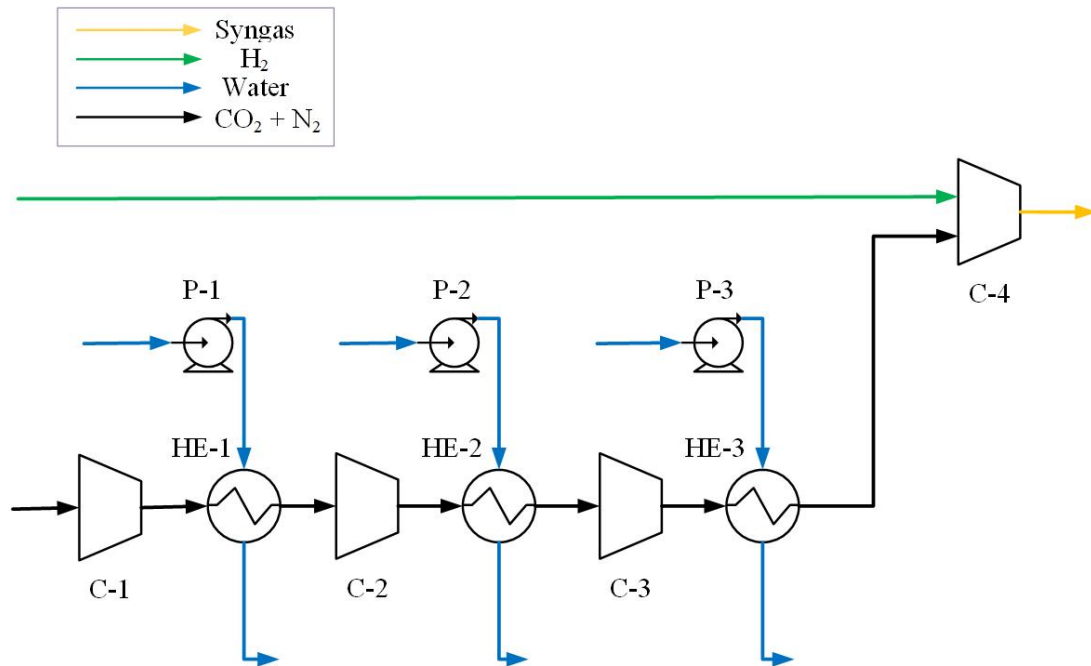 Syngas
H₂
Water
CO₂ + N₂
C-4
P-1
P-2
P-3
HE-1
HE-2
HE-3
C-1
C-2
C-3